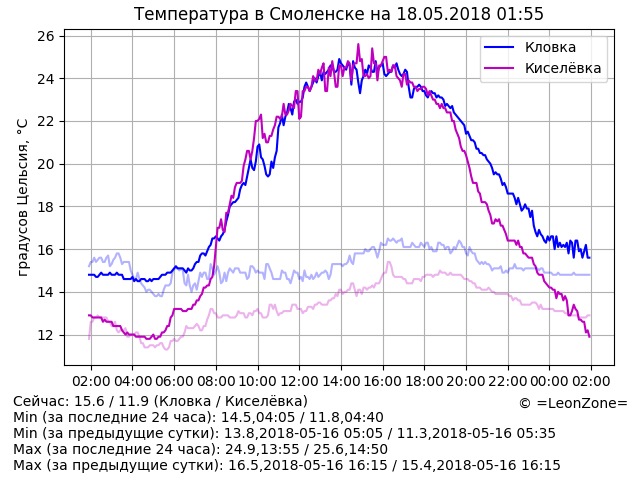 Температура в Смоленске на 18.05.2018 01:55
градусов Цельсия, °C
26
24
22
20
18
16
14
12
Кловка
Киселёвка
02:00 04:00 06:00 08:00 10:00 12:00 14:00 16:00 18:00 20:00 22:00 00:00 02:00
Сейчас: 15.6 / 11.9 (Кловка / Киселёвка)
© =LeonZone=
Min (за последние 24 часа): 14.5,04:05 / 11.8,04:40
Min (за предыдущие сутки): 13.8,2018-05-16 05:05 / 11.3,2018-05-16 05:35
Max (за последние 24 часа): 24.9,13:55 / 25.6,14:50
Max (за предыдущие сутки): 16.5,2018-05-16 16:15 / 15.4,2018-05-16 16:15